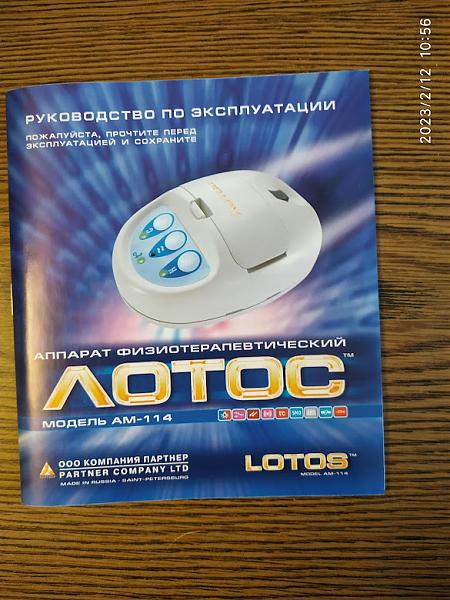 2023/2/12 10:56
РУКОВОДСТВО ПО ЭКСПЛУАТАЦИИ
ПОЖАЛУЙСТА, ПРОЧТИТЕ ПЕРЕД
ЭКСПЛУАТАЦИЕЙ И СОХРАНИТЕ
АППАРАТ ФИЗИОТЕРАПЕВТИЧЕСКИЙ
ЛОТОС™
МОДЕЛЬ АМ-114
ООО КОМПАНИЯ ПАРТНЕР
PARTNER COMPANY LTD
MADE IN RUSSIA - SAINT-PETERSBURG
LOTOS™
MODEL AM-114